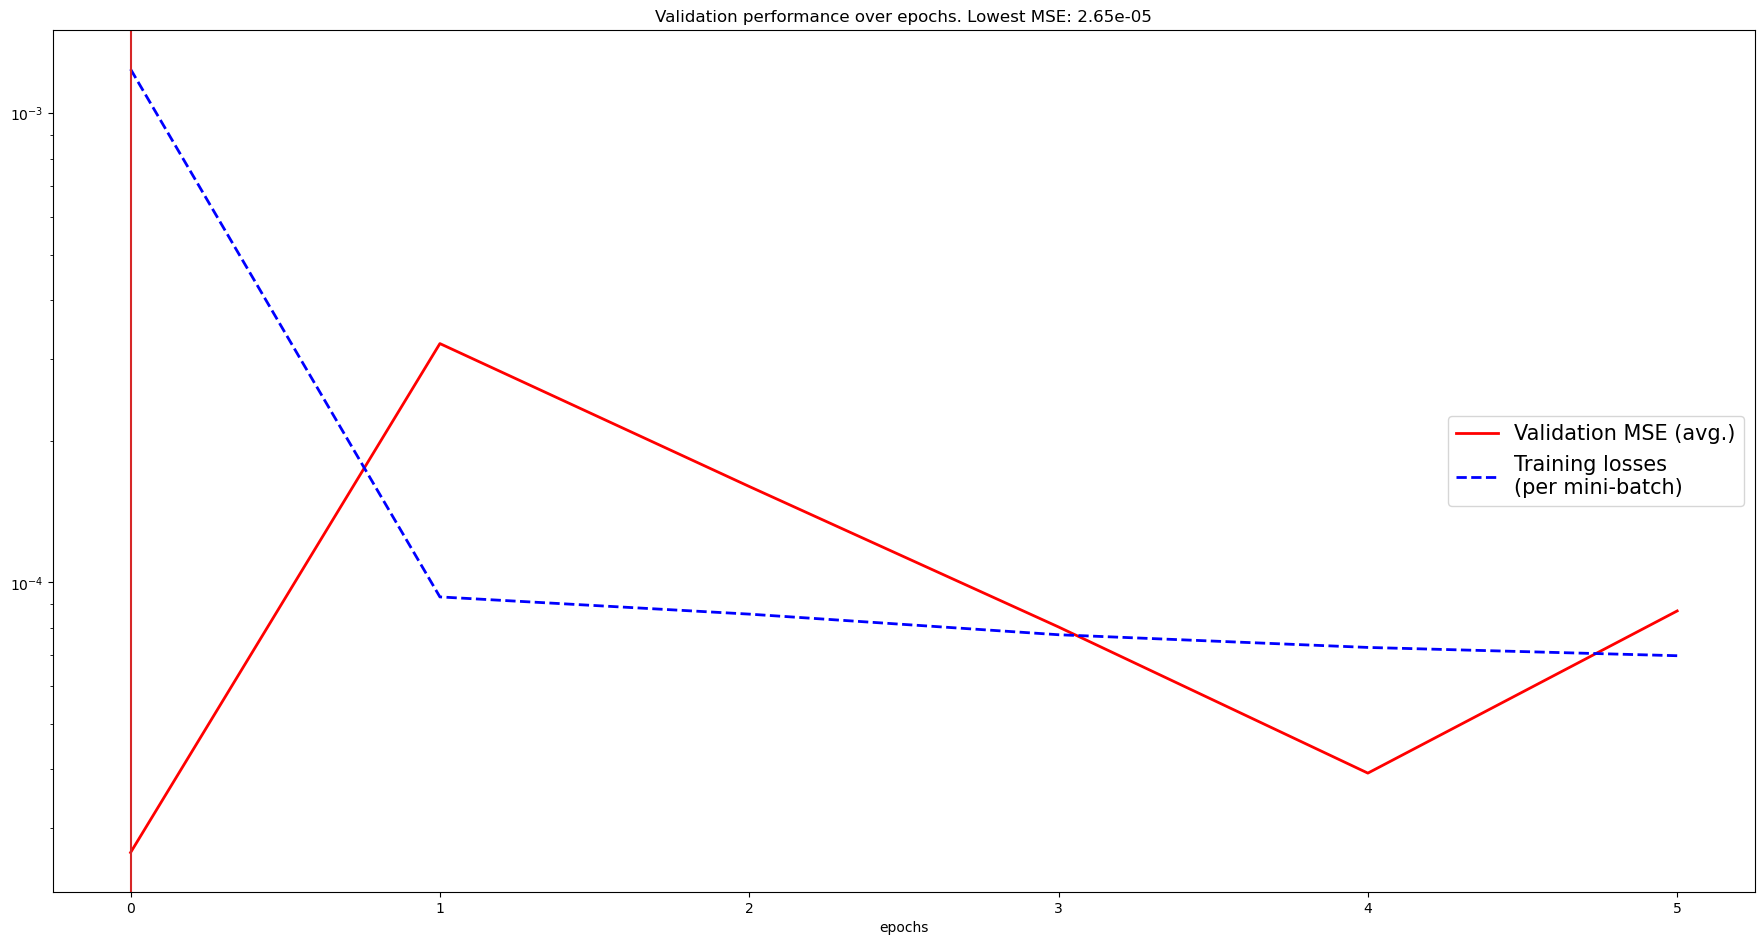 Validation performance over epochs. Lowest MSE: 2.65e-05
10⁻³
10⁻⁴
Validation MSE (avg.)
Training losses
(per mini-batch)
0 1 2 3 4 5
epochs